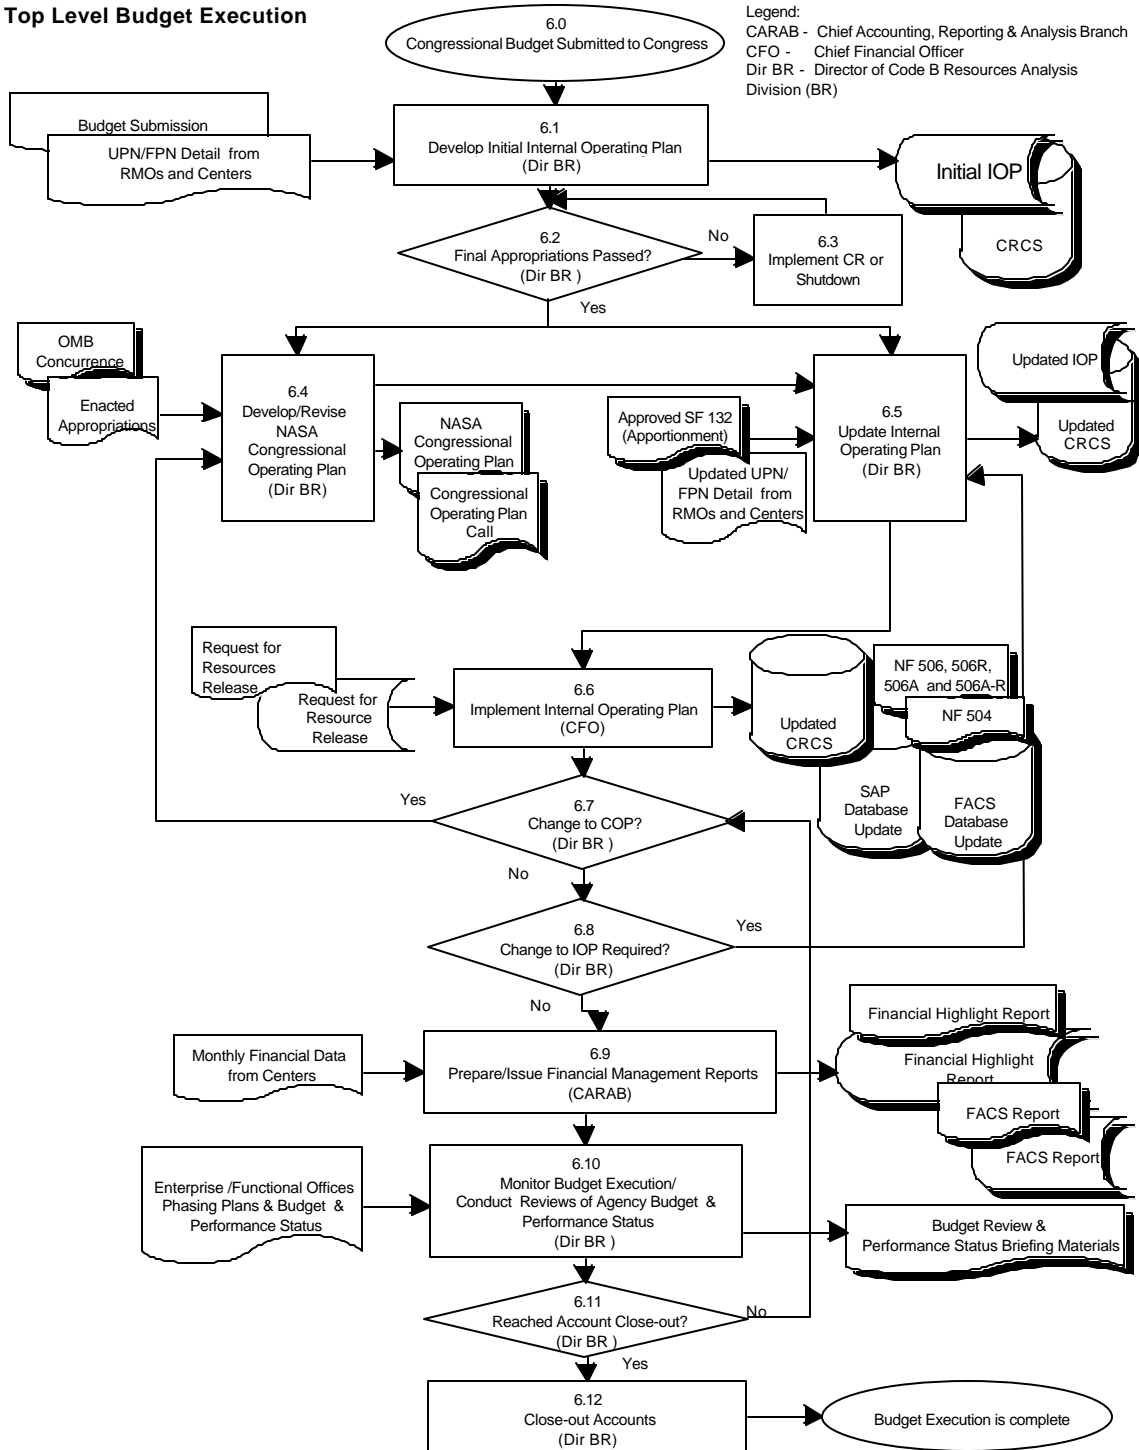 Top Level Budget Execution
6.0
Congressional Budget Submitted to Congress
Legend:
CARAB - Chief Accounting, Reporting & Analysis Branch
CFO - Chief Financial Officer
Dir BR - Director of Code B Resources Analysis
Division (BR)
Budget Submission
UPN/FPN Detail from
RMOs and Centers
6.1
Develop Initial Internal Operating Plan
(Dir BR)
Initial IOP
CRCS
6.2
Final Appropriations Passed?
(Dir BR )
No
6.3
Implement CR or
Shutdown
Yes
OMB
Concurrence
Enacted
Appropriations
6.4
Develop/Revise
NASA
Congressional
Operating Plan
(Dir BR)
NASA
Congressional
Operating Plan
Congressional
Operating Plan
Call
Approved SF 132
(Apportionment)
Updated UPN/
FPN Detail from
RMOs and Centers
6.5
Update Internal
Operating Plan
(Dir BR)
Updated IOP
Updated
CRCS
Request for
Resources
Release
Request for
Resource
Release
6.6
Implement Internal Operating Plan
(CFO)
Updated
CRCS
NF 506, 506R,
506A and 506A-R
NF 504
SAP
Database
Update
FACS
Database
Update
Yes
6.7
Change to COP?
(Dir BR )
No
6.8
Change to IOP Required?
(Dir BR)
Yes
No
Monthly Financial Data
from Centers
6.9
Prepare/Issue Financial Management Reports
(CARAB)
Financial Highlight Report
Financial Highlight
Report
FACS Report
FACS Report
Enterprise /Functional Offices
Phasing Plans & Budget &
Performance Status
6.10
Monitor Budget Execution/
Conduct Reviews of Agency Budget &
Performance Status
(Dir BR )
Budget Review &
Performance Status Briefing Materials
6.11
Reached Account Close-out?
(Dir BR )
No
Yes
6.12
Close-out Accounts
(Dir BR)
Budget Execution is complete